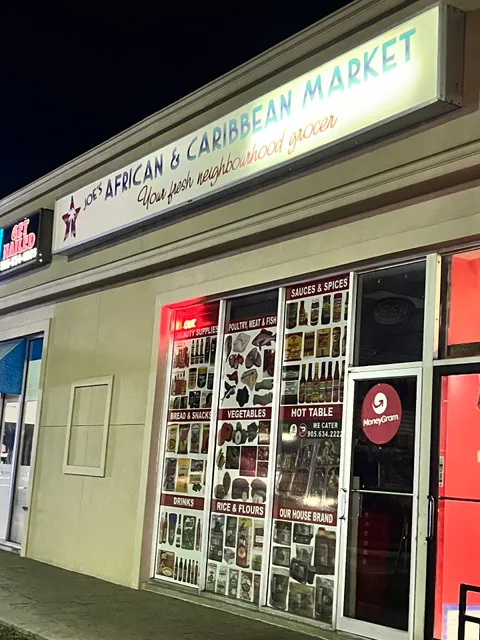 JOE'S AFRICAN & CARIBBEAN MARKET
Your fresh neighbourhood grocer
GET
NAILED
BEAUTY SUPPLIES
POULTRY, MEAT & FISH
SAUCES & SPICES
BREAD & SNACKS
VEGETABLES
HOT TABLE
WE CATER
905.634.2222
DRINKS
RICE & FLOURS
OUR HOUSE BRAND
MoneyGram